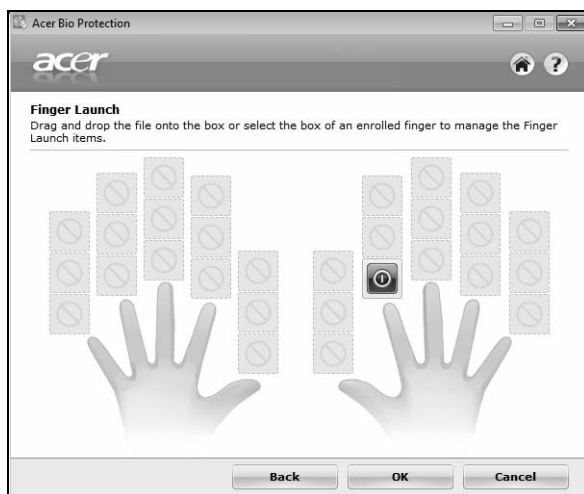 Acer Bio Protection
acer
Finger Launch
Drag and drop the file onto the box or select the box of an enrolled finger to manage the Finger
Launch items.
Back OK Cancel